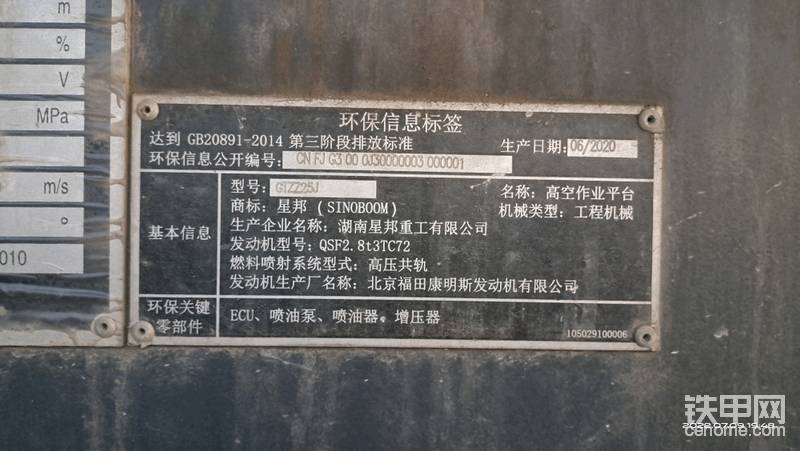 m
%
V
MPa
m/s
°
010
环保信息标签
达到 GB20891-2014 第三阶段排放标准
生产日期: 06/2020
环保信息公开编号: CN FJ G3 00 0J30000003 000001
基本信息
型号: GTZZ25J
名称: 高空作业平台
商标: 星邦 (SINOBOOM)
机械类型: 工程机械
生产企业名称: 湖南星邦重工有限公司
发动机型号: QSF2.8t3TC72
燃料喷射系统型式: 高压共轨
发动机生产厂名称: 北京福田康明斯发动机有限公司
环保关键
零部件
ECU、喷油泵、喷油器、增压器
105029100006
铁甲网
cehome.com